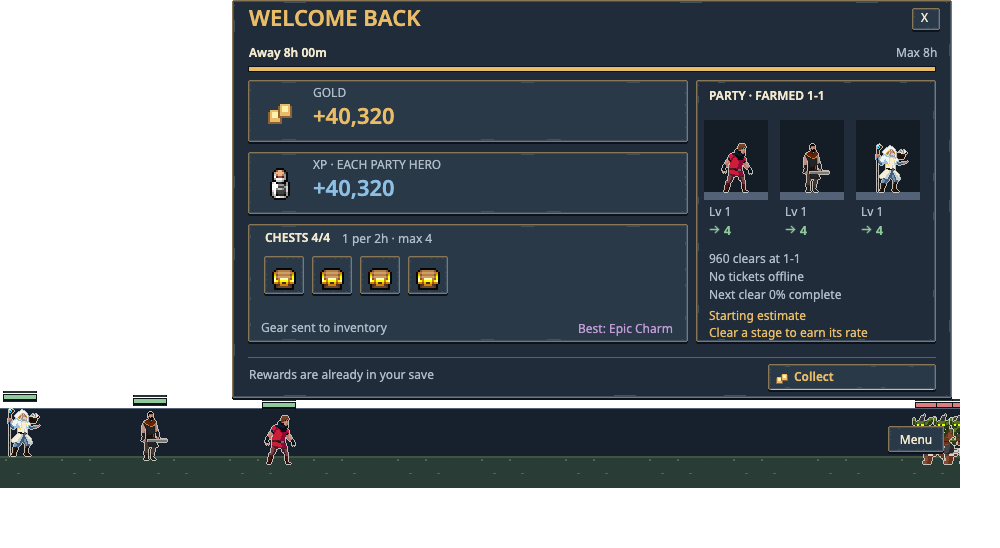 WELCOME BACK
X
Away 8h 00m
Max 8h
GOLD
+40,320
XP · EACH PARTY HERO
+40,320
CHESTS 4/4 1 per 2h · max 4
Gear sent to inventory
Best: Epic Charm
PARTY · FARMED 1-1
Lv 1 Lv 1 Lv 1
→ 4 → 4 → 4
960 clears at 1-1
No tickets offline
Next clear 0% complete
Starting estimate
Clear a stage to earn its rate
Rewards are already in your save
Collect
Menu